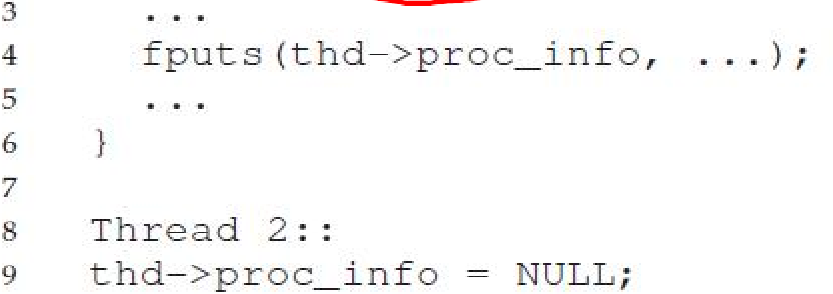 3 ...
4 fputs(thd->proc_info, ...);
5 ...
6 }
7
8 Thread 2::
9 thd->proc_info = NULL;